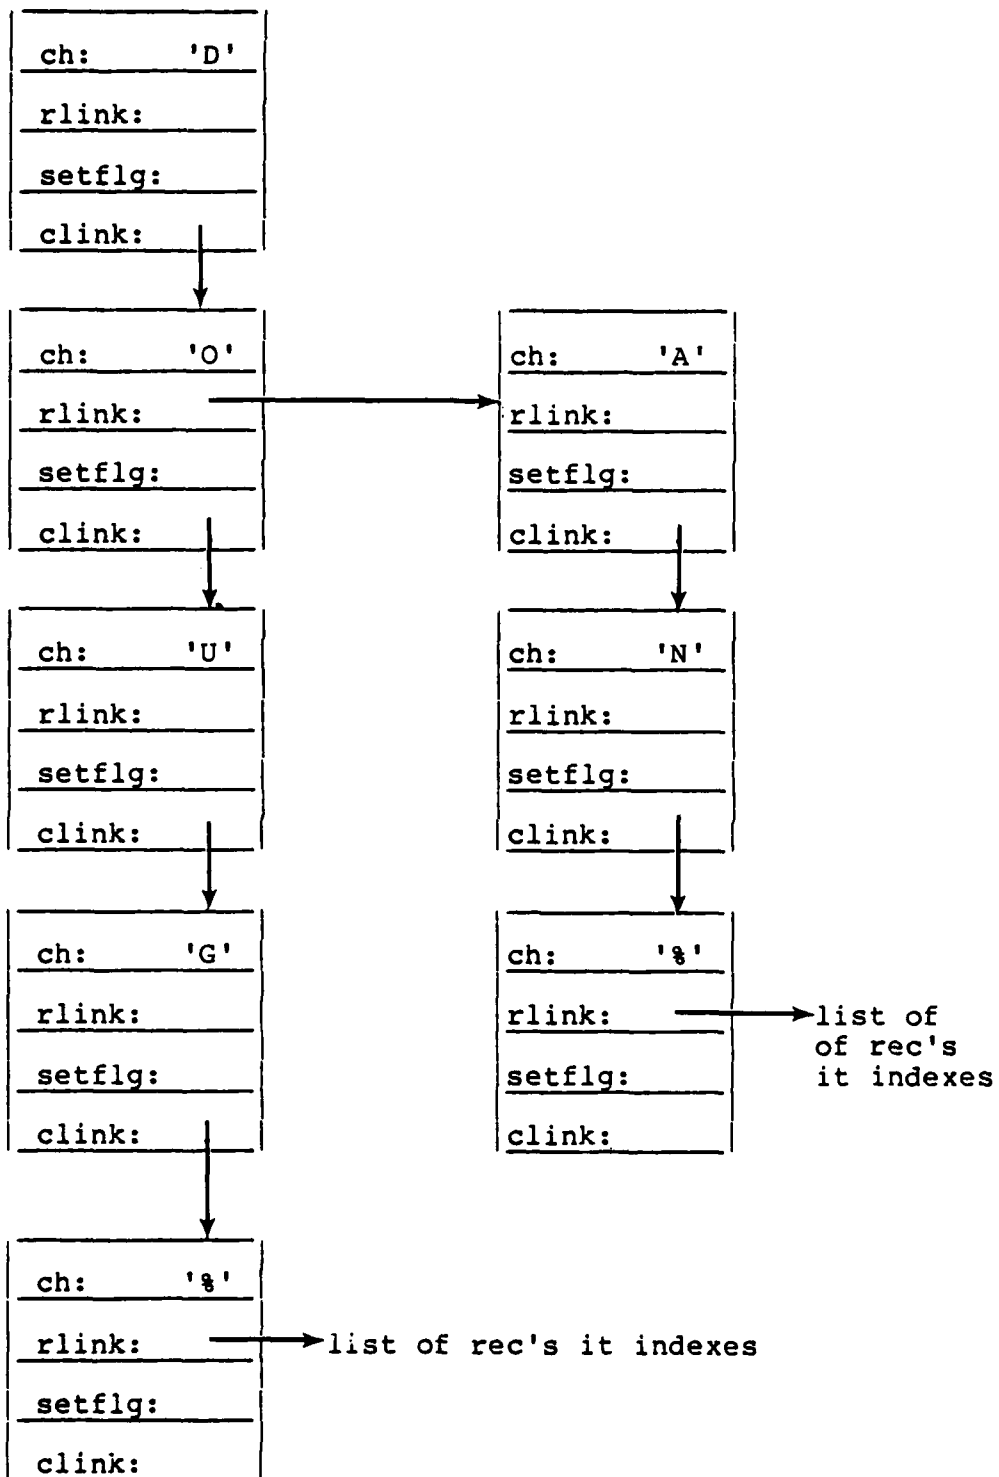 ch: 'D'
rlink:
setflg:
clink:
ch: 'O'
rlink:
setflg:
clink:
ch: 'A'
rlink:
setflg:
clink:
ch: 'U'
rlink:
setflg:
clink:
ch: 'N'
rlink:
setflg:
clink:
ch: 'G'
rlink:
setflg:
clink:
ch: '%'
rlink:
setflg:
clink:
list of
of rec's
it indexes
ch: '%'
rlink:
setflg:
clink:
list of rec's it indexes